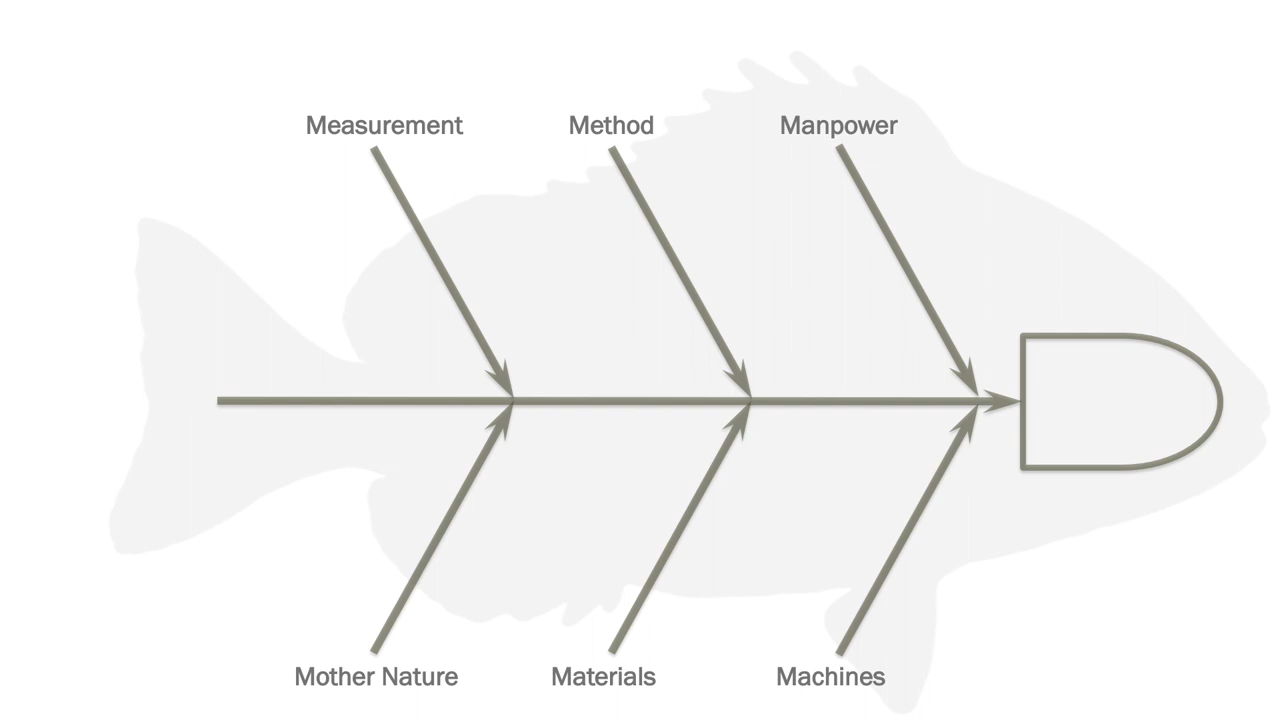 Measurement
Method
Manpower
Mother Nature
Materials
Machines